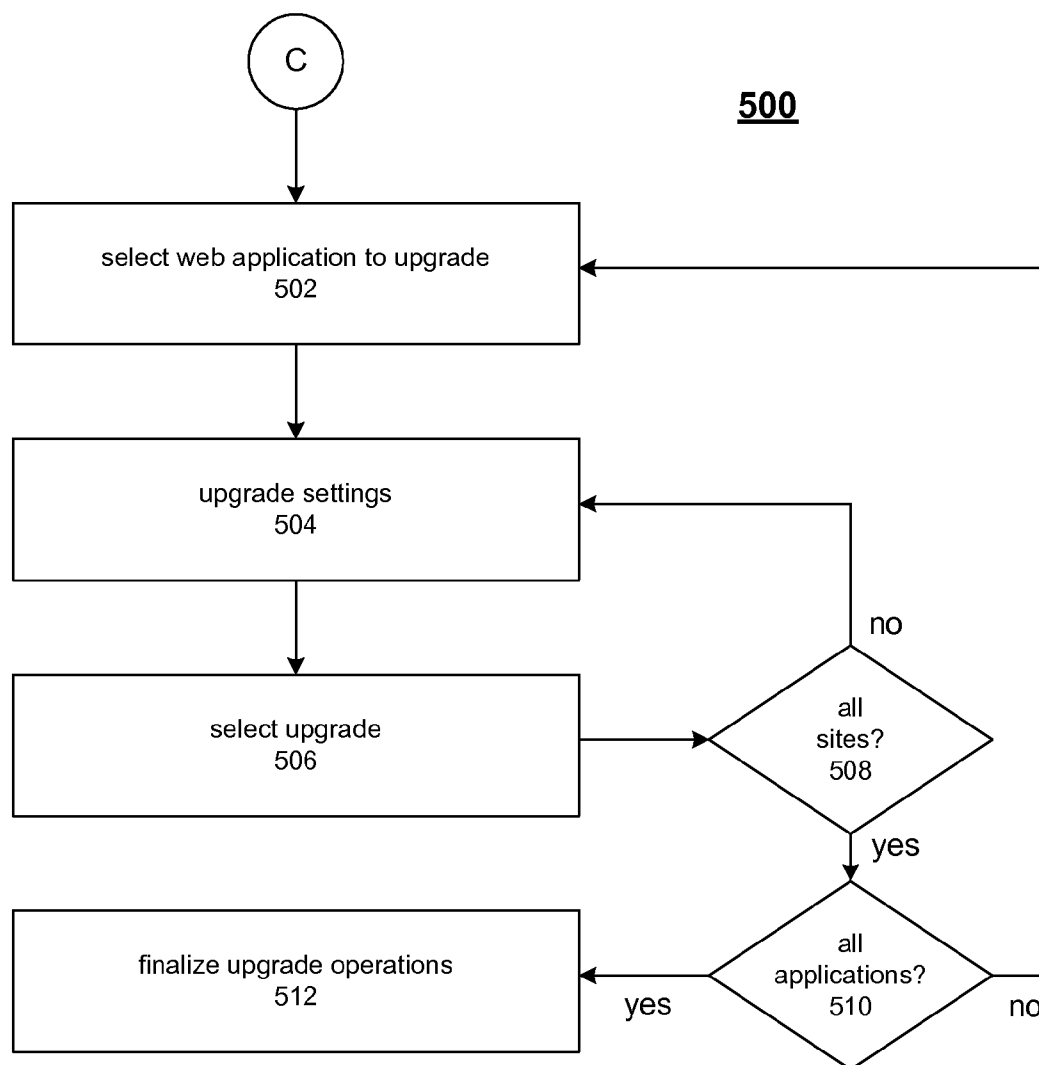 C
500
select web application to upgrade
502
upgrade settings
504
no
select upgrade
506
all
sites?
508
yes
finalize upgrade operations
512
all
applications?
510
yes
no